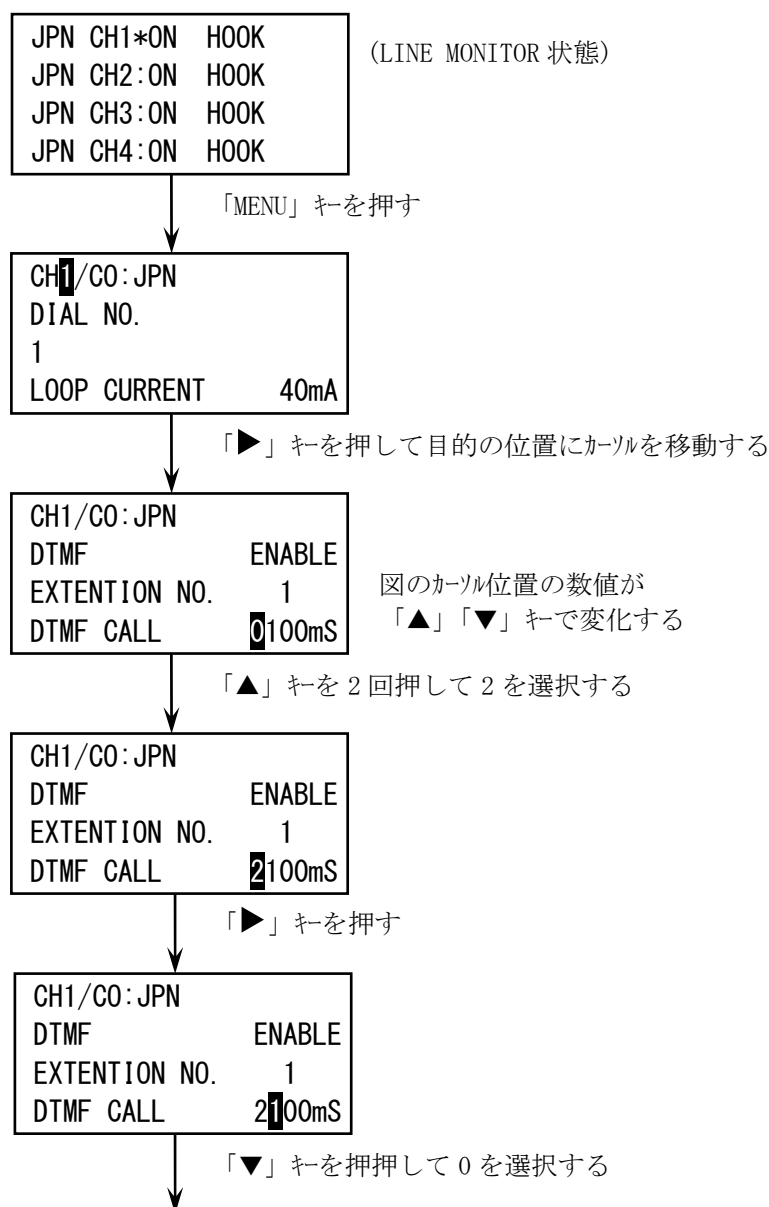 JPN CH1*ON HOOK
JPN CH2:ON HOOK
JPN CH3:ON HOOK
JPN CH4:ON HOOK
(LINE MONITOR 状態)
「MENU」ｷｰを押す
CH1/CO:JPN
DIAL NO.
1
LOOP CURRENT 40mA
「▶」ｷｰを押して目的の位置にｶｰｿﾙを移動する
CH1/CO:JPN
DTMF ENABLE
EXTENTION NO. 1
DTMF CALL 0100mS
図のｶｰｿﾙ位置の数値が
「▲」「▼」ｷｰで変化する
「▲」ｷｰを 2 回押して 2 を選択する
CH1/CO:JPN
DTMF ENABLE
EXTENTION NO. 1
DTMF CALL 2100mS
「▶」ｷｰを押す
CH1/CO:JPN
DTMF ENABLE
EXTENTION NO. 1
DTMF CALL 2100mS
「▼」ｷｰを押押して 0 を選択する